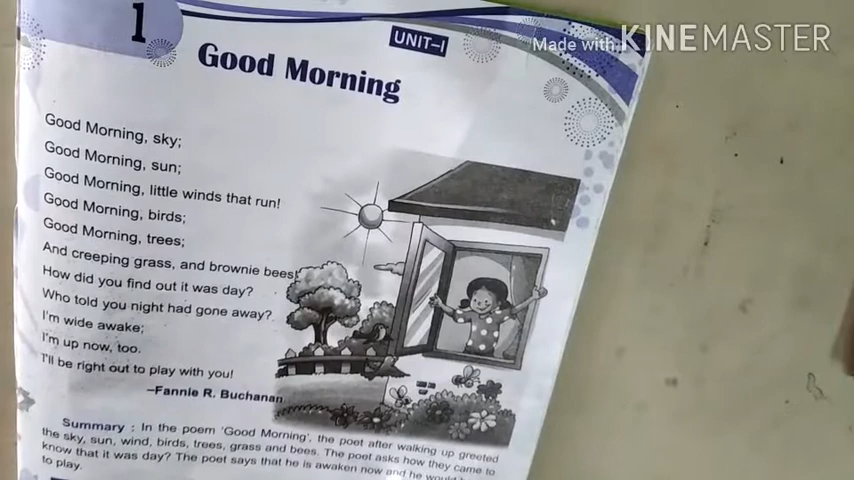 1
UNIT–I
Made with KINEMASTER
Good Morning
Good Morning, sky;
Good Morning, sun;
Good Morning, little winds that run!
Good Morning, birds;
Good Morning, trees;
And creeping grass, and brownie bees
How did you find out it was day?
Who told you night had gone away?
I'm wide awake;
I'm up now, too.
I'll be right out to play with you!
–Fannie R. Buchanan
Summary : In the poem 'Good Morning', the poet after walking up greeted
the sky, sun, wind, birds, trees, grass and bees. The poet asks how they came to
know that it was day? The poet says that he is awaken now and he would
to play.